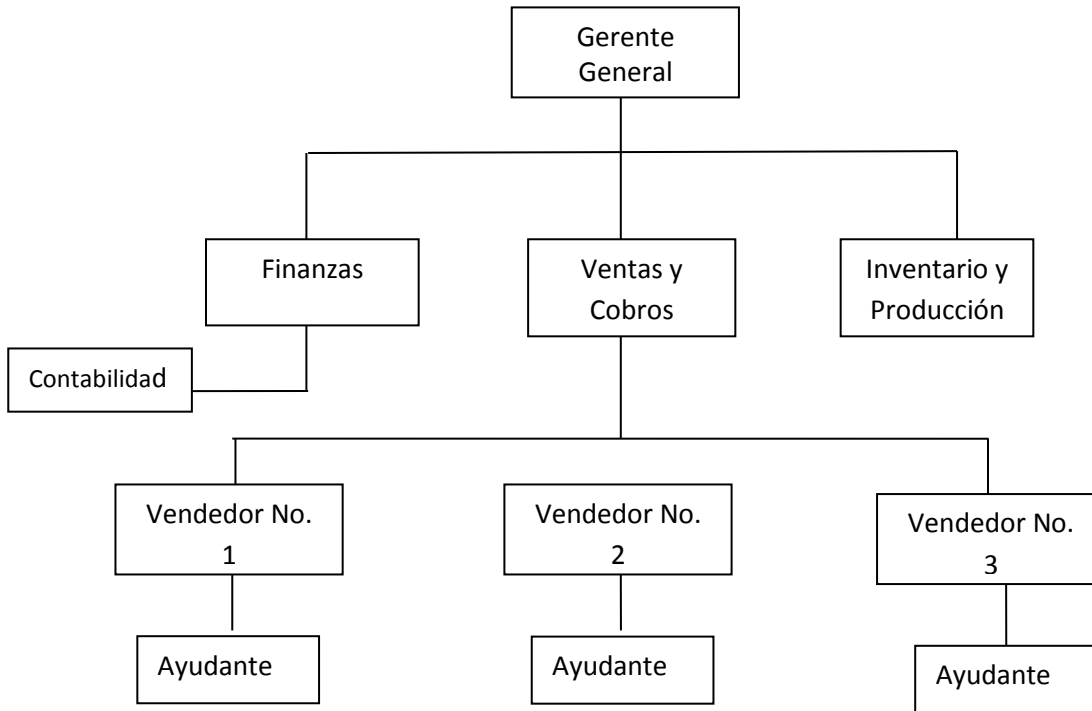 Gerente
General
Finanzas
Ventas y
Cobros
Inventario y
Producción
Contabilidad
Vendedor No.
1
Vendedor No.
2
Vendedor No.
3
Ayudante
Ayudante
Ayudante